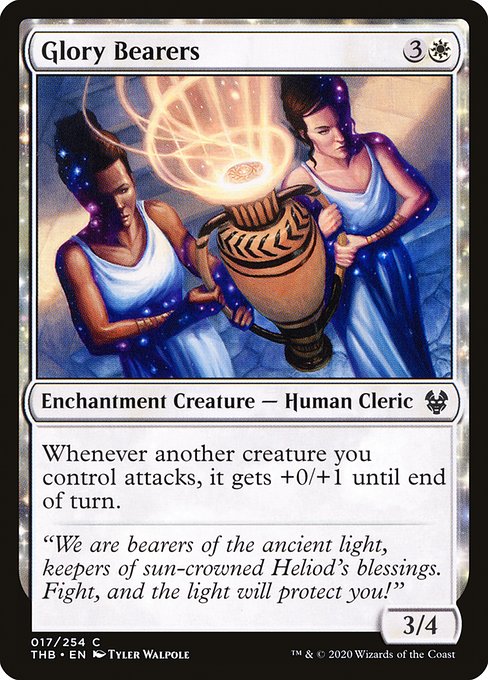 Glory Bearers 3
Enchantment Creature — Human Cleric
Whenever another creature you
control attacks, it gets +0/+1 until end
of turn.
“We are bearers of the ancient light,
keepers of sun-crowned Heliod’s blessings.
Fight, and the light will protect you!”
3/4
017/254 C
THB • EN Tyler Walpole
™ & © 2020 Wizards of the Coast